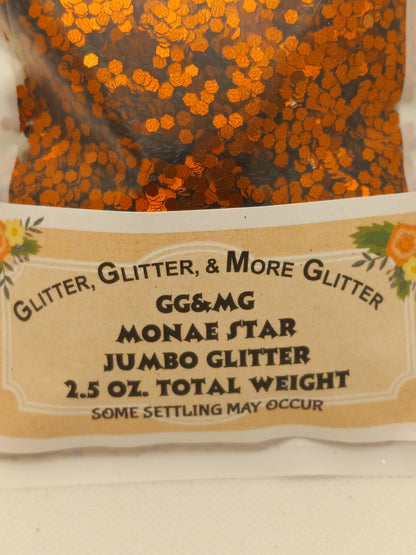 GLITTER, GLITTER, & MORE GLITTER
GG&MG
MONAE STAR
JUMBO GLITTER
2.5 OZ. TOTAL WEIGHT
SOME SETTLING MAY OCCUR